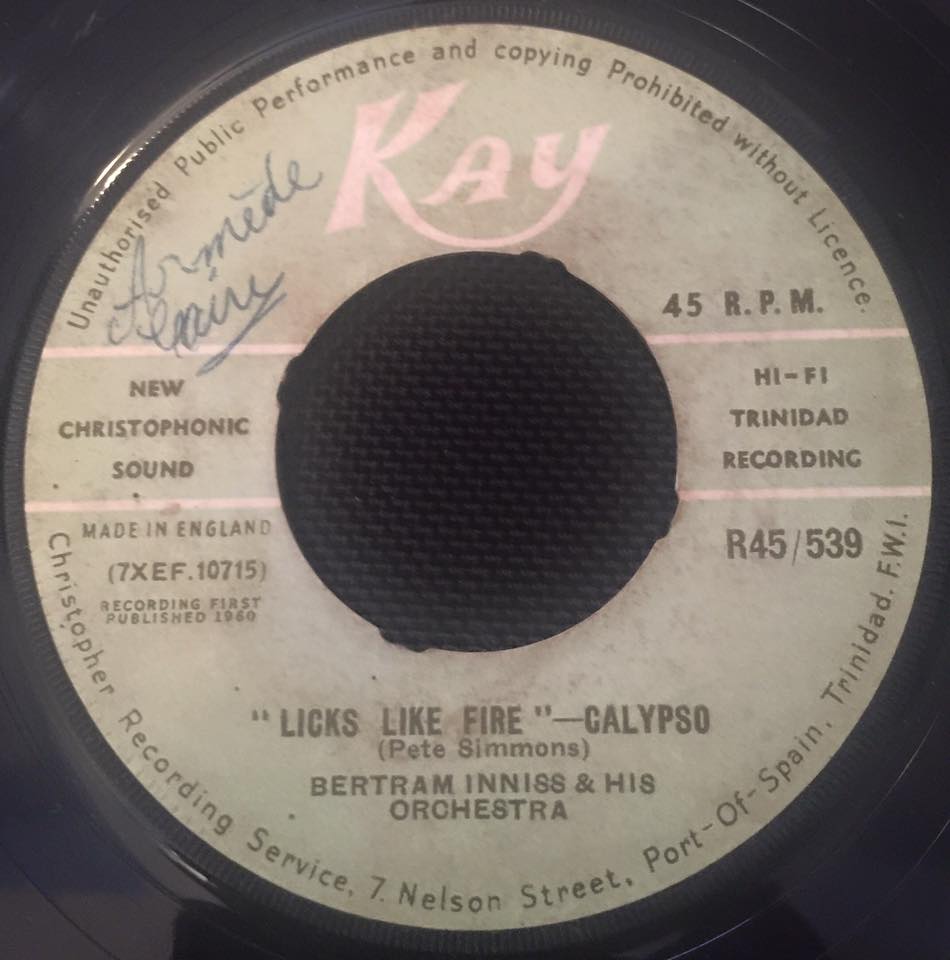 Unauthorised Public Performance and copying Prohibited without Licence.
KAY
Armède
45 R.P.M.
NEW
CHRISTOPHONIC
SOUND
HI-FI
TRINIDAD
RECORDING
MADE IN ENGLAND
(7XEF.10715)
RECORDING FIRST
PUBLISHED 1960
R45/539
"LICKS LIKE FIRE"—CALYPSO
(Pete Simmons)
BERTRAM INNISS & HIS
ORCHESTRA
Christopher Recording Service, 7. Nelson Street, Port-Of-Spain, Trinidad. F.W.I.